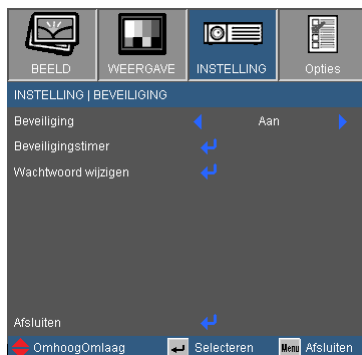 BEELD WEERGAVE INSTELLING Opties
INSTELLING | BEVEILIGING
Beveiliging Aan
Beveiligingstimer
Wachtwoord wijzigen
Afsluiten
OmhoogOmlaag Selecteren Menu Afsluiten